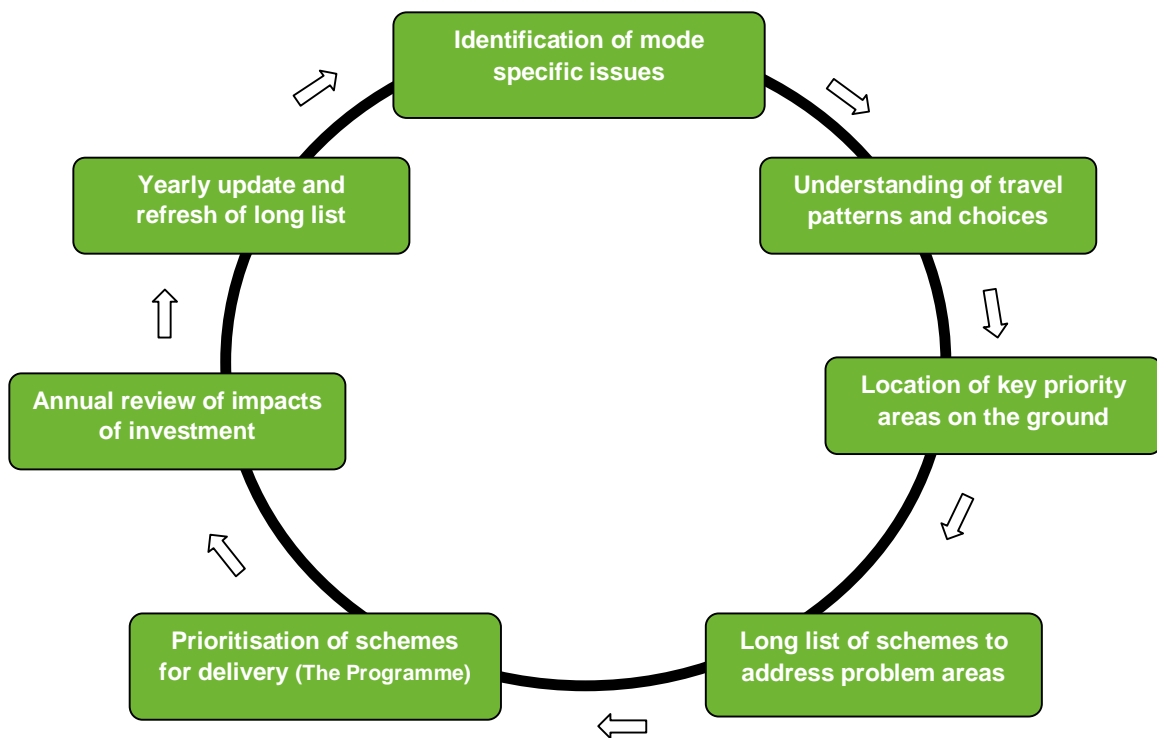 Identification of mode
specific issues
Understanding of travel
patterns and choices
Location of key priority
areas on the ground
Long list of schemes to
address problem areas
Prioritisation of schemes
for delivery (The Programme)
Annual review of impacts
of investment
Yearly update and
refresh of long list